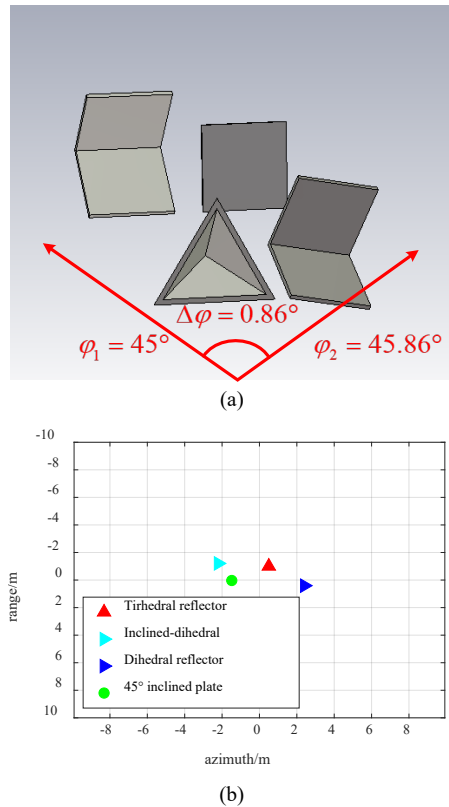 Δφ = 0.86°
φ₁ = 45°
φ₂ = 45.86°
(a)
-10
-8
-6
-4
-2
0
2
4
6
8
10
range/m
Tirhedral reflector
Inclined-dihedral
Dihedral reflector
45° inclined plate
-8 -6 -4 -2 0 2 4 6 8
azimuth/m
(b)